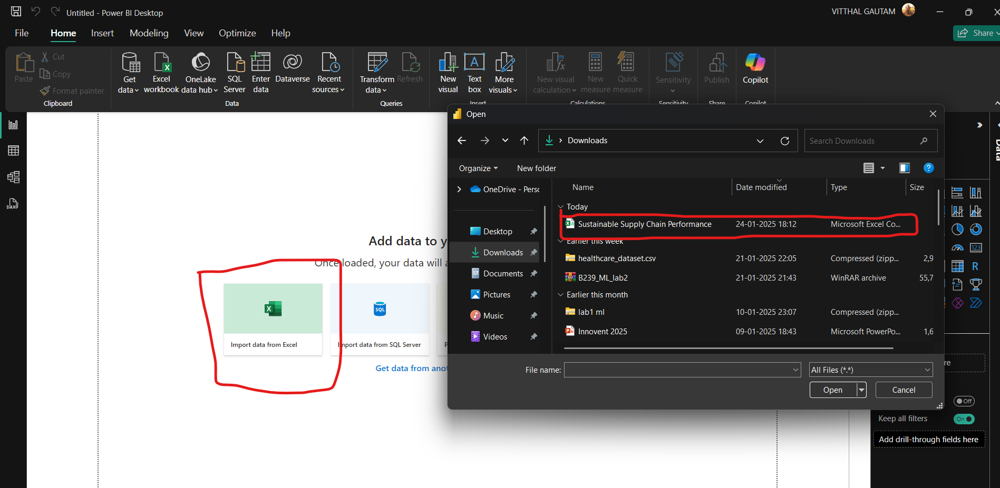 Untitled - Power BI Desktop
VITTHAL GAUTAM
File Home Insert Modeling View Optimize Help
Share
Paste
Cut
Copy
Format painter
Clipboard
Get data
Excel workbook
OneLake data hub
SQL Server
Enter data
Dataverse
Recent sources
Data
Transform data
Refresh
Queries
New visual
Text box
More visuals
Insert
New visual calculation
New measure
Quick measure
Calculations
Sensitivity
Sensitivity
Publish
Share
Copilot
Copilot
DAX
Add data to y
Once loaded, your data will a
Import data from Excel
SQL
Import data from SQL Server
P
Get data from anot
Open
Downloads
Search Downloads
Organize
New folder
OneDrive - Perso
Desktop
Downloads
Documents
Pictures
Music
Videos
Name Date modified Type Size
Today
Sustainable Supply Chain Performance 24-01-2025 18:12 Microsoft Excel Co...
Earlier this week
healthcare_dataset.csv 21-01-2025 22:05 Compressed (zipp... 2,9
B239_ML_lab2 21-01-2025 21:43 WinRAR archive 55,7
Earlier this month
lab1 ml 10-01-2025 23:07 Compressed (zipp...
Innovent 2025 09-01-2025 18:43 Microsoft PowerPo... 1,6
File name:
All Files (*.*)
Open
Cancel
Data
123
R
re
Off
Keep all filters
On
Add drill-through fields here